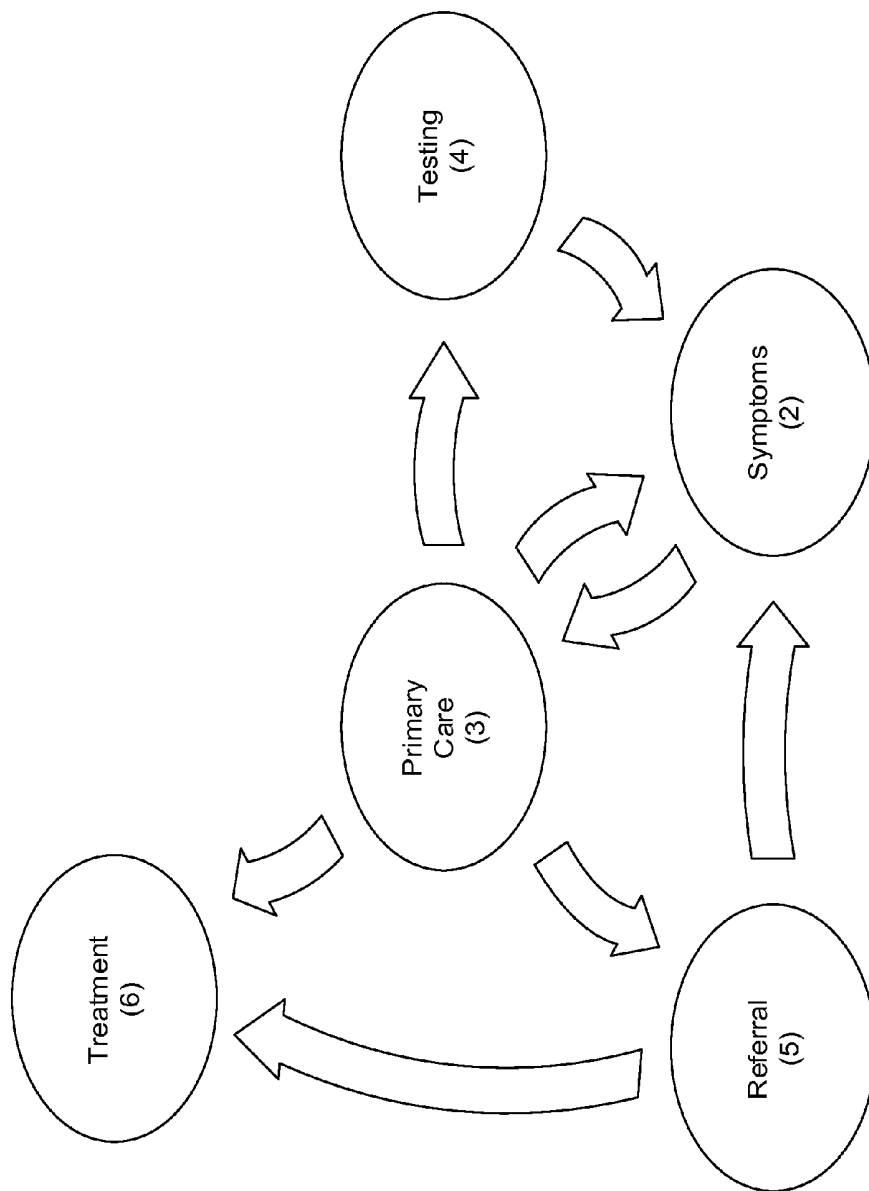 Treatment
(6)
Primary
Care
(3)
Testing
(4)
Referral
(5)
Symptoms
(2)